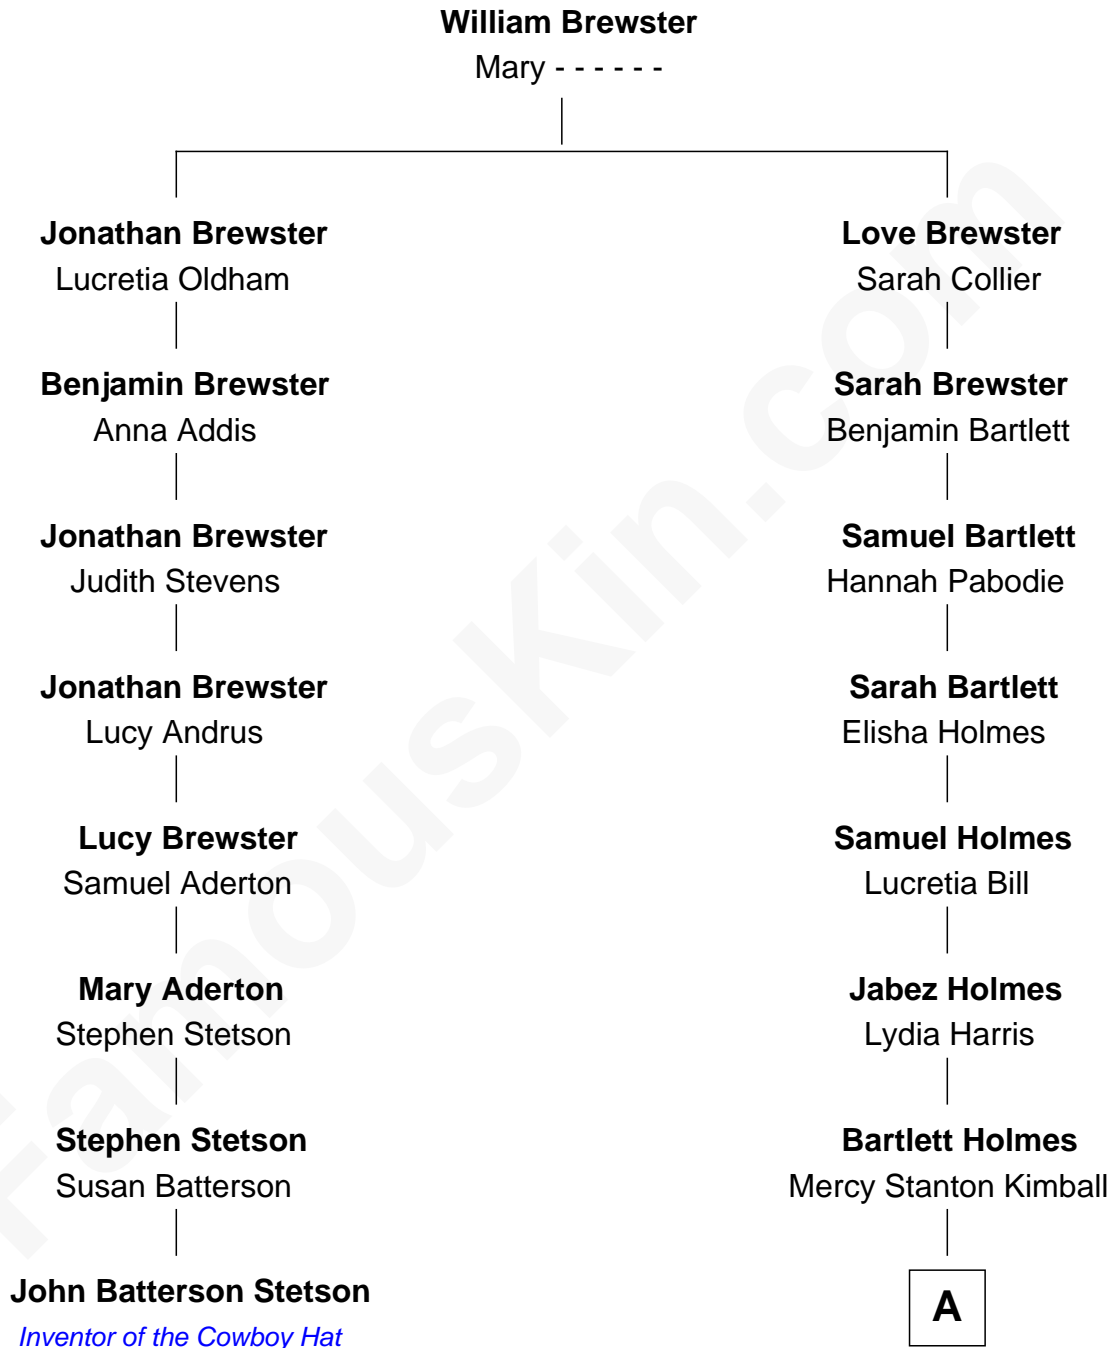 William Brewster
Mary - - - - - -
Jonathan Brewster
Lucretia Oldham
Love Brewster
Sarah Collier
Benjamin Brewster
Anna Addis
Sarah Brewster
Benjamin Bartlett
Jonathan Brewster
Judith Stevens
Samuel Bartlett
Hannah Pabodie
Jonathan Brewster
Lucy Andrus
Sarah Bartlett
Elisha Holmes
Lucy Brewster
Samuel Aderton
Samuel Holmes
Lucretia Bill
Mary Aderton
Stephen Stetson
Jabez Holmes
Lydia Harris
Stephen Stetson
Susan Batterson
Bartlett Holmes
Mercy Stanton Kimball
John Batterson Stetson
Inventor of the Cowboy Hat
A
FamousKin.com